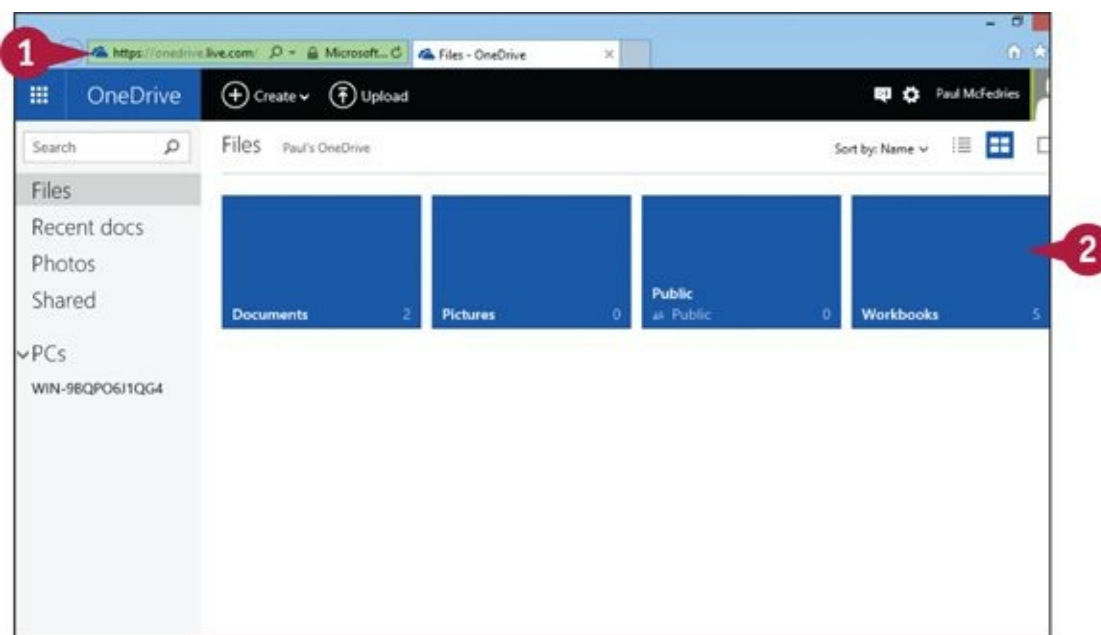 1
https://onedrive.live.com/ Microsoft... Files - OneDrive
OneDrive Create Upload Paul McFedries
Search Files Paul's OneDrive Sort by: Name
Files
Recent docs
Photos
Shared
PCs
WIN-9BQPO6J1QG4
Documents 2
Pictures 0
Public
Public 0
Workbooks 5
2